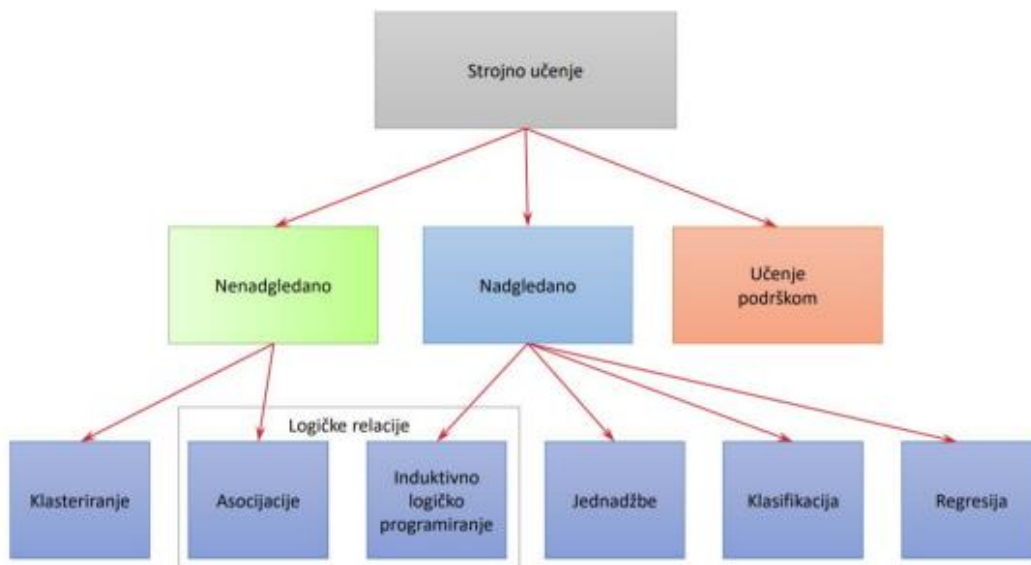 Strojno učenje
Nenadgledano
Nadgledano
Učenje
podrškom
Logičke relacije
Klasteriranje
Asocijacije
Induktivno
logičko
programiranje
Jednadžbe
Klasifikacija
Regresija